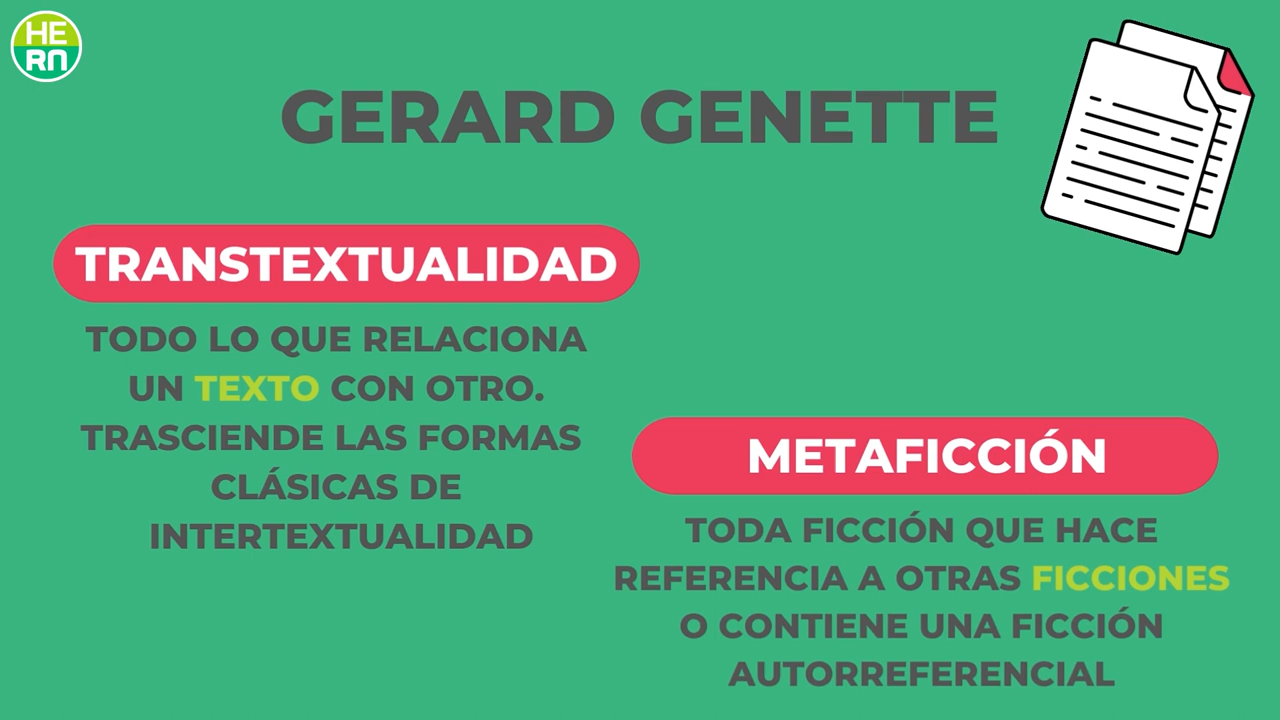 HE
RN
GERARD GENETTE
TRANSTEXTUALIDAD
TODO LO QUE RELACIONA
UN TEXTO CON OTRO.
TRASCIENDE LAS FORMAS
CLÁSICAS DE
INTERTEXTUALIDAD
METAFICCIÓN
TODA FICCIÓN QUE HACE
REFERENCIA A OTRAS FICCIONES
O CONTIENE UNA FICCIÓN
AUTORREFERENCIAL